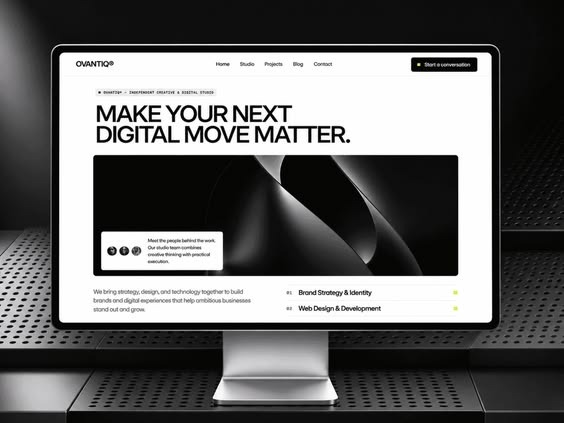 OVANTIQ®
Home Studio Projects Blog Contact
Start a conversation
OVANTIQ® — INDEPENDENT CREATIVE & DIGITAL STUDIO
MAKE YOUR NEXT
DIGITAL MOVE MATTER.
Meet the people behind the work.
Our studio team combines
creative thinking with practical
execution.
We bring strategy, design, and technology together to build
brands and digital experiences that help ambitious businesses
stand out and grow.
01 Brand Strategy & Identity
02 Web Design & Development